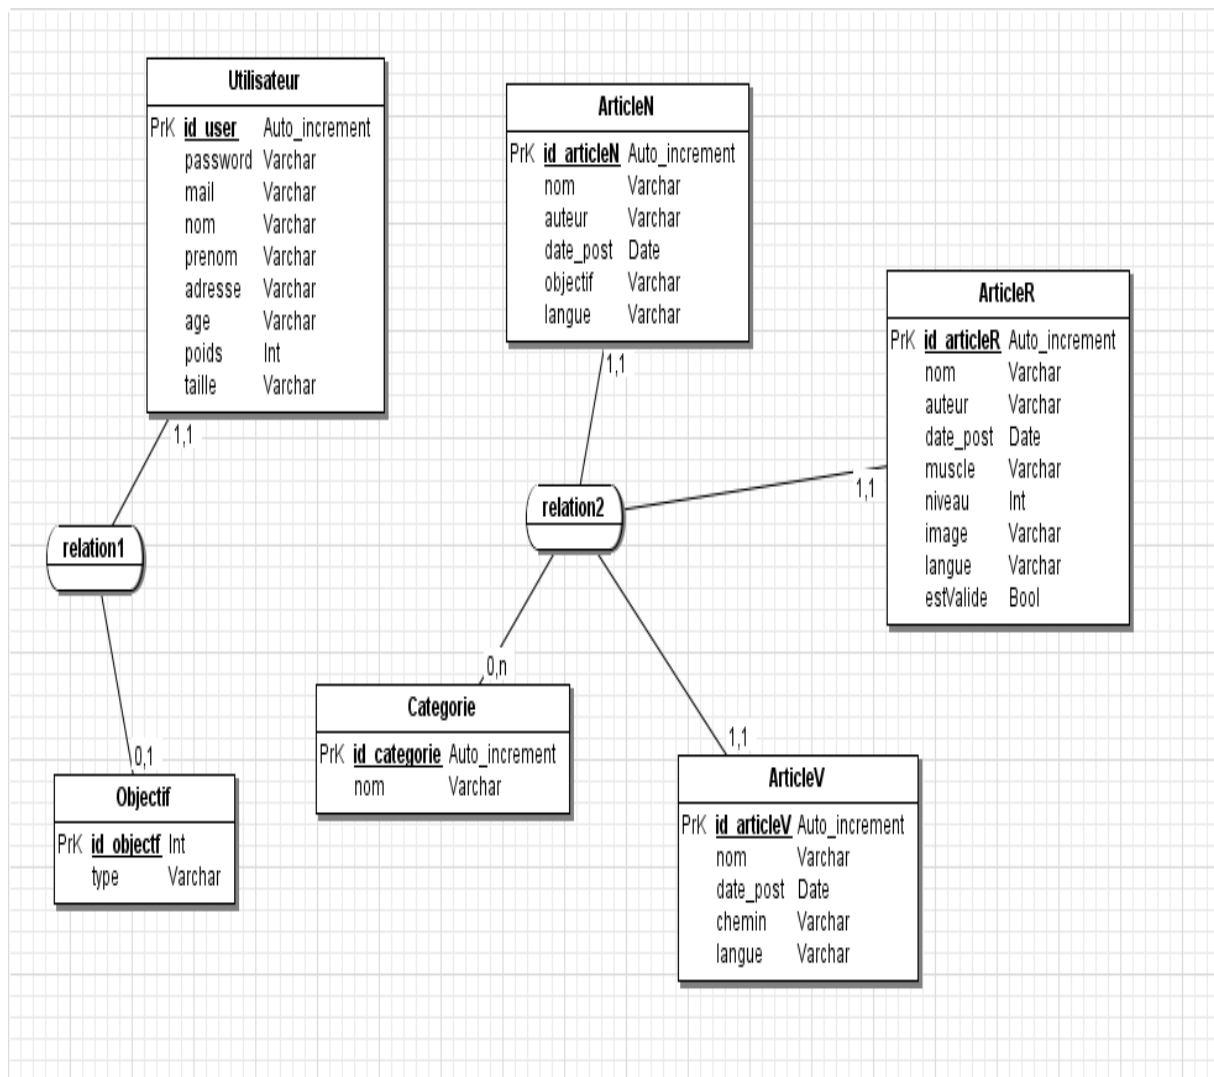 Utilisateur
PrK id_user Auto_increment
password Varchar
mail Varchar
nom Varchar
prenom Varchar
adresse Varchar
age Varchar
poids Int
taille Varchar
1,1
relation1
0,1
Objectif
PrK id_objectf Int
type Varchar
ArticleN
PrK id_articleN Auto_increment
nom Varchar
auteur Varchar
date_post Date
objectif Varchar
langue Varchar
1,1
relation2
1,1
ArticleR
PrK id_articleR Auto_increment
nom Varchar
auteur Varchar
date_post Date
muscle Varchar
niveau Int
image Varchar
langue Varchar
estValide Bool
0,n
Categorie
PrK id_categorie Auto_increment
nom Varchar
1,1
ArticleV
PrK id_articleV Auto_increment
nom Varchar
date_post Date
chemin Varchar
langue Varchar